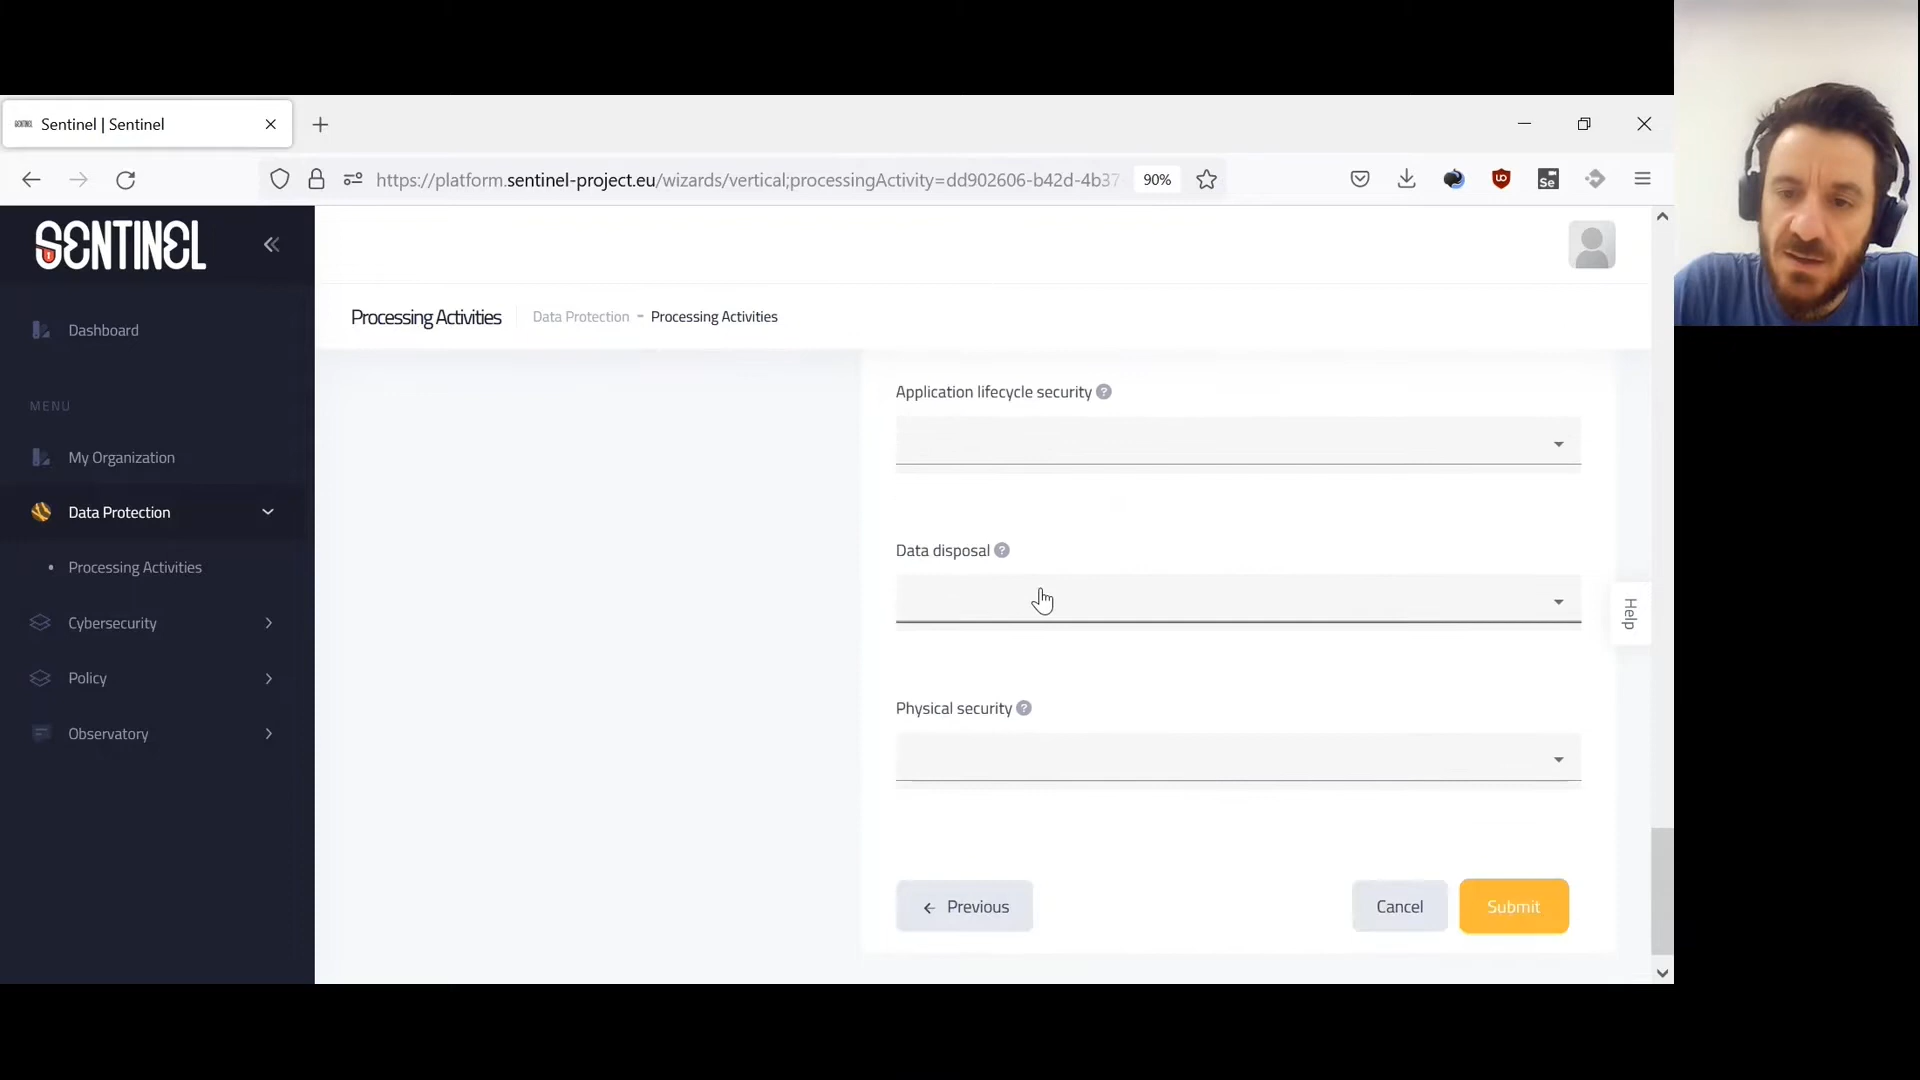 Sentinel | Sentinel
https://platform.sentinel-project.eu/wizards/vertical;processingActivity=dd902606-b42d-4b37
90%
Se
SENTINEL
Dashboard
MENU
My Organization
Data Protection
Processing Activities
Cybersecurity
Policy
Observatory
Processing Activities
Data Protection - Processing Activities
Application lifecycle security ?
Data disposal ?
Physical security ?
Help
Previous
Cancel
Submit